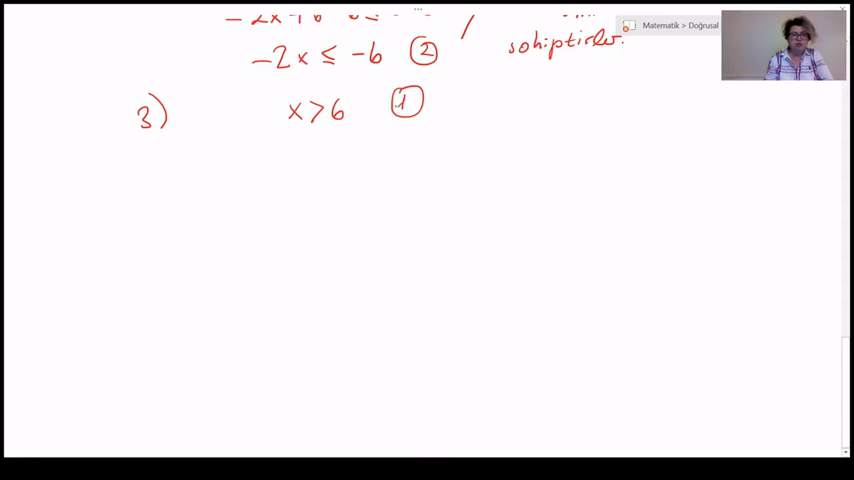 Matematik > Doğrusal
sahiptirler.
-2x ≤ -6 ②
3) x > 6 ①